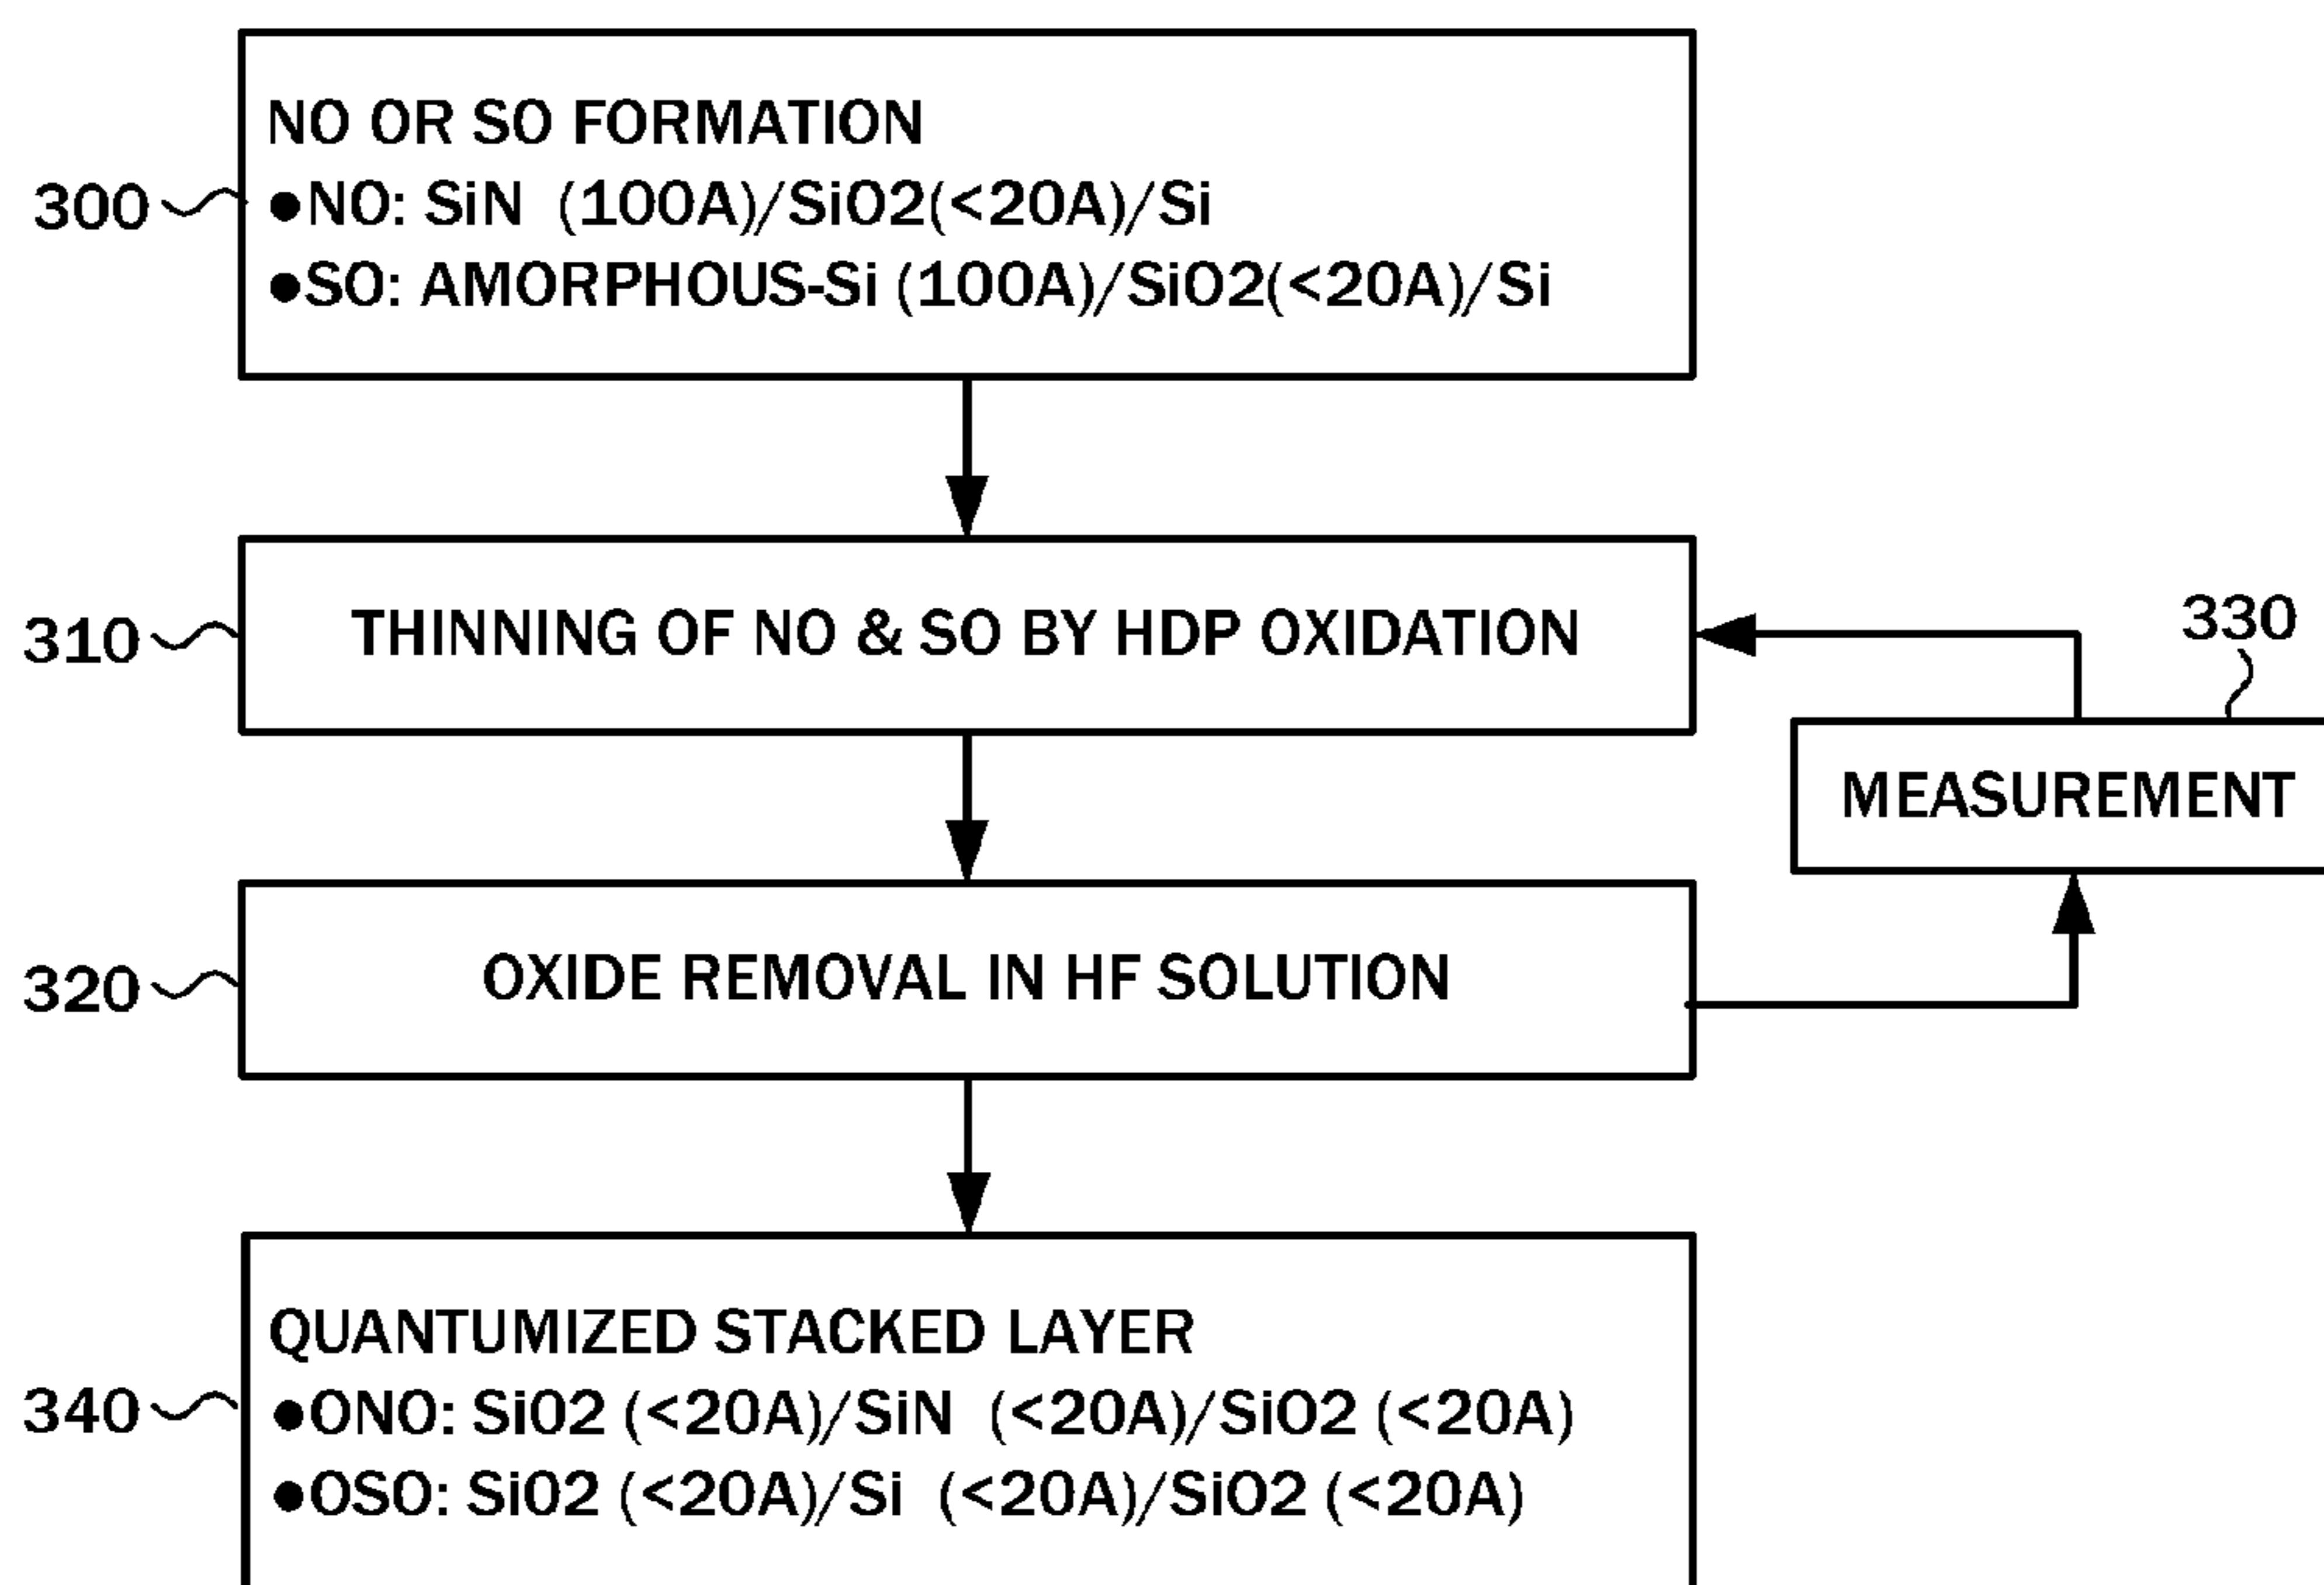 NO OR SO FORMATION
300
●NO: SiN (100A)/SiO2(<20A)/Si
●SO: AMORPHOUS-Si (100A)/SiO2(<20A)/Si
310
THINNING OF NO & SO BY HDP OXIDATION
330
MEASUREMENT
320
OXIDE REMOVAL IN HF SOLUTION
QUANTUMIZED STACKED LAYER
340
●ONO: SiO2 (<20A)/SiN (<20A)/SiO2 (<20A)
●OSO: SiO2 (<20A)/Si (<20A)/SiO2 (<20A)